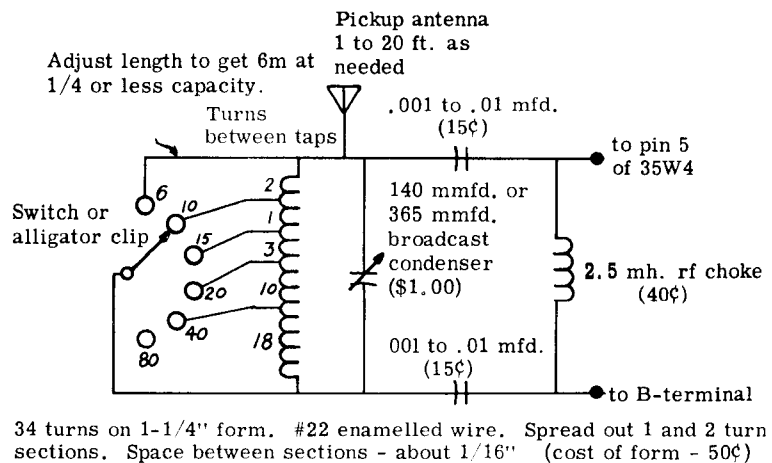 Pickup antenna
1 to 20 ft. as
needed
Adjust length to get 6m at
1/4 or less capacity.
Turns
between taps
.001 to .01 mfd.
(15¢)
to pin 5
of 35W4
6
10
15
20
40
80
2
1
3
10
18
Switch or
alligator clip
140 mmfd. or
365 mmfd.
broadcast
condenser
($1.00)
2.5 mh. rf choke
(40¢)
001 to .01 mfd.
(15¢)
to B-terminal
34 turns on 1-1/4" form. #22 enamelled wire. Spread out 1 and 2 turn
sections. Space between sections - about 1/16" (cost of form - 50¢)